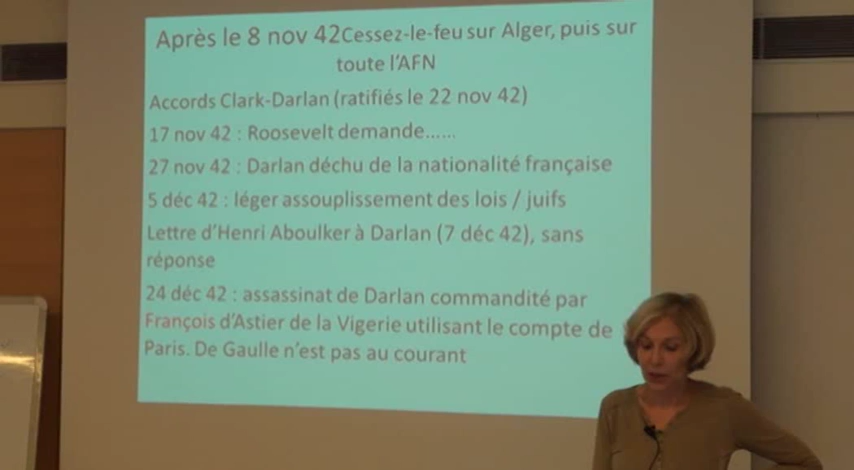 Après le 8 nov 42Cessez-le-feu sur Alger, puis sur
toute l'AFN
Accords Clark-Darlan (ratifiés le 22 nov 42)
17 nov 42 : Roosevelt demande......
27 nov 42 : Darlan déchu de la nationalité française
5 déc 42 : léger assouplissement des lois / juifs
Lettre d'Henri Aboulker à Darlan (7 déc 42), sans
réponse
24 déc 42 : assassinat de Darlan commandité par
François d'Astier de la Vigerie utilisant le compte de
Paris. De Gaulle n'est pas au courant